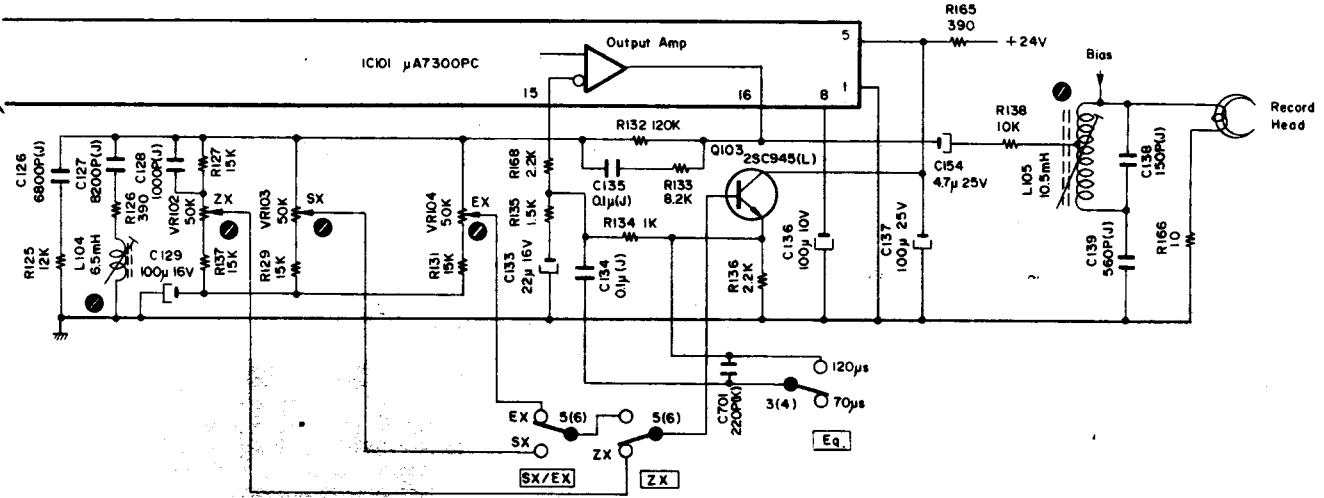 R165
390
+24V
5
Output Amp
IC101 μA7300PC
1
Bias
15
16
8
R138
10K
Record
Head
R132 120K
Q103
2SC945(L)
C154
4.7μ 25V
L105
10.5mH
C138
150P(J)
C126
6800P(J)
C127
8200P(J)
C128
1000P(J)
R127
15K
R168
2.2K
C135
0.1μ(J)
R133
8.2K
R126
390
VR102
50K
ZX
VR103
50K
SX
VR104
50K
EX
R135
1.5K
R134 1K
R125
12K
L104
6.5mH
C129
100μ 16V
R137
15K
R129
15K
R131
15K
C133
22μ 16V
C134
0.1μ(J)
R136
2.2K
C136
100μ 10V
C137
100μ 25V
C139
560P(J)
R166
10
120μs
C701
220P(K)
3(4)
70μs
EX
5(6)
5(6)
SX
ZX
Eq.
SX/EX
ZX